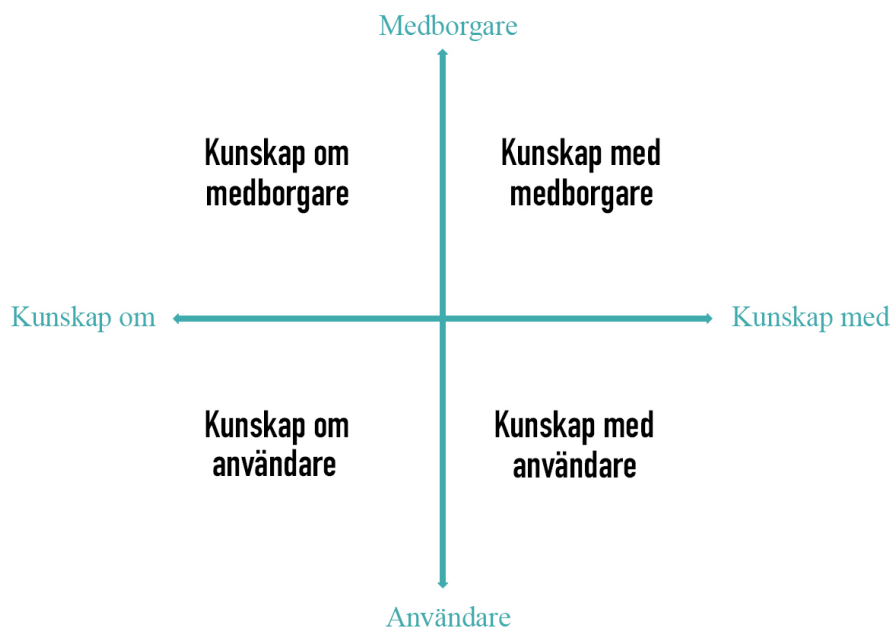 Medborgare
Kunskap om
medborgare
Kunskap med
medborgare
Kunskap om
Kunskap med
Kunskap om
användare
Kunskap med
användare
Användare